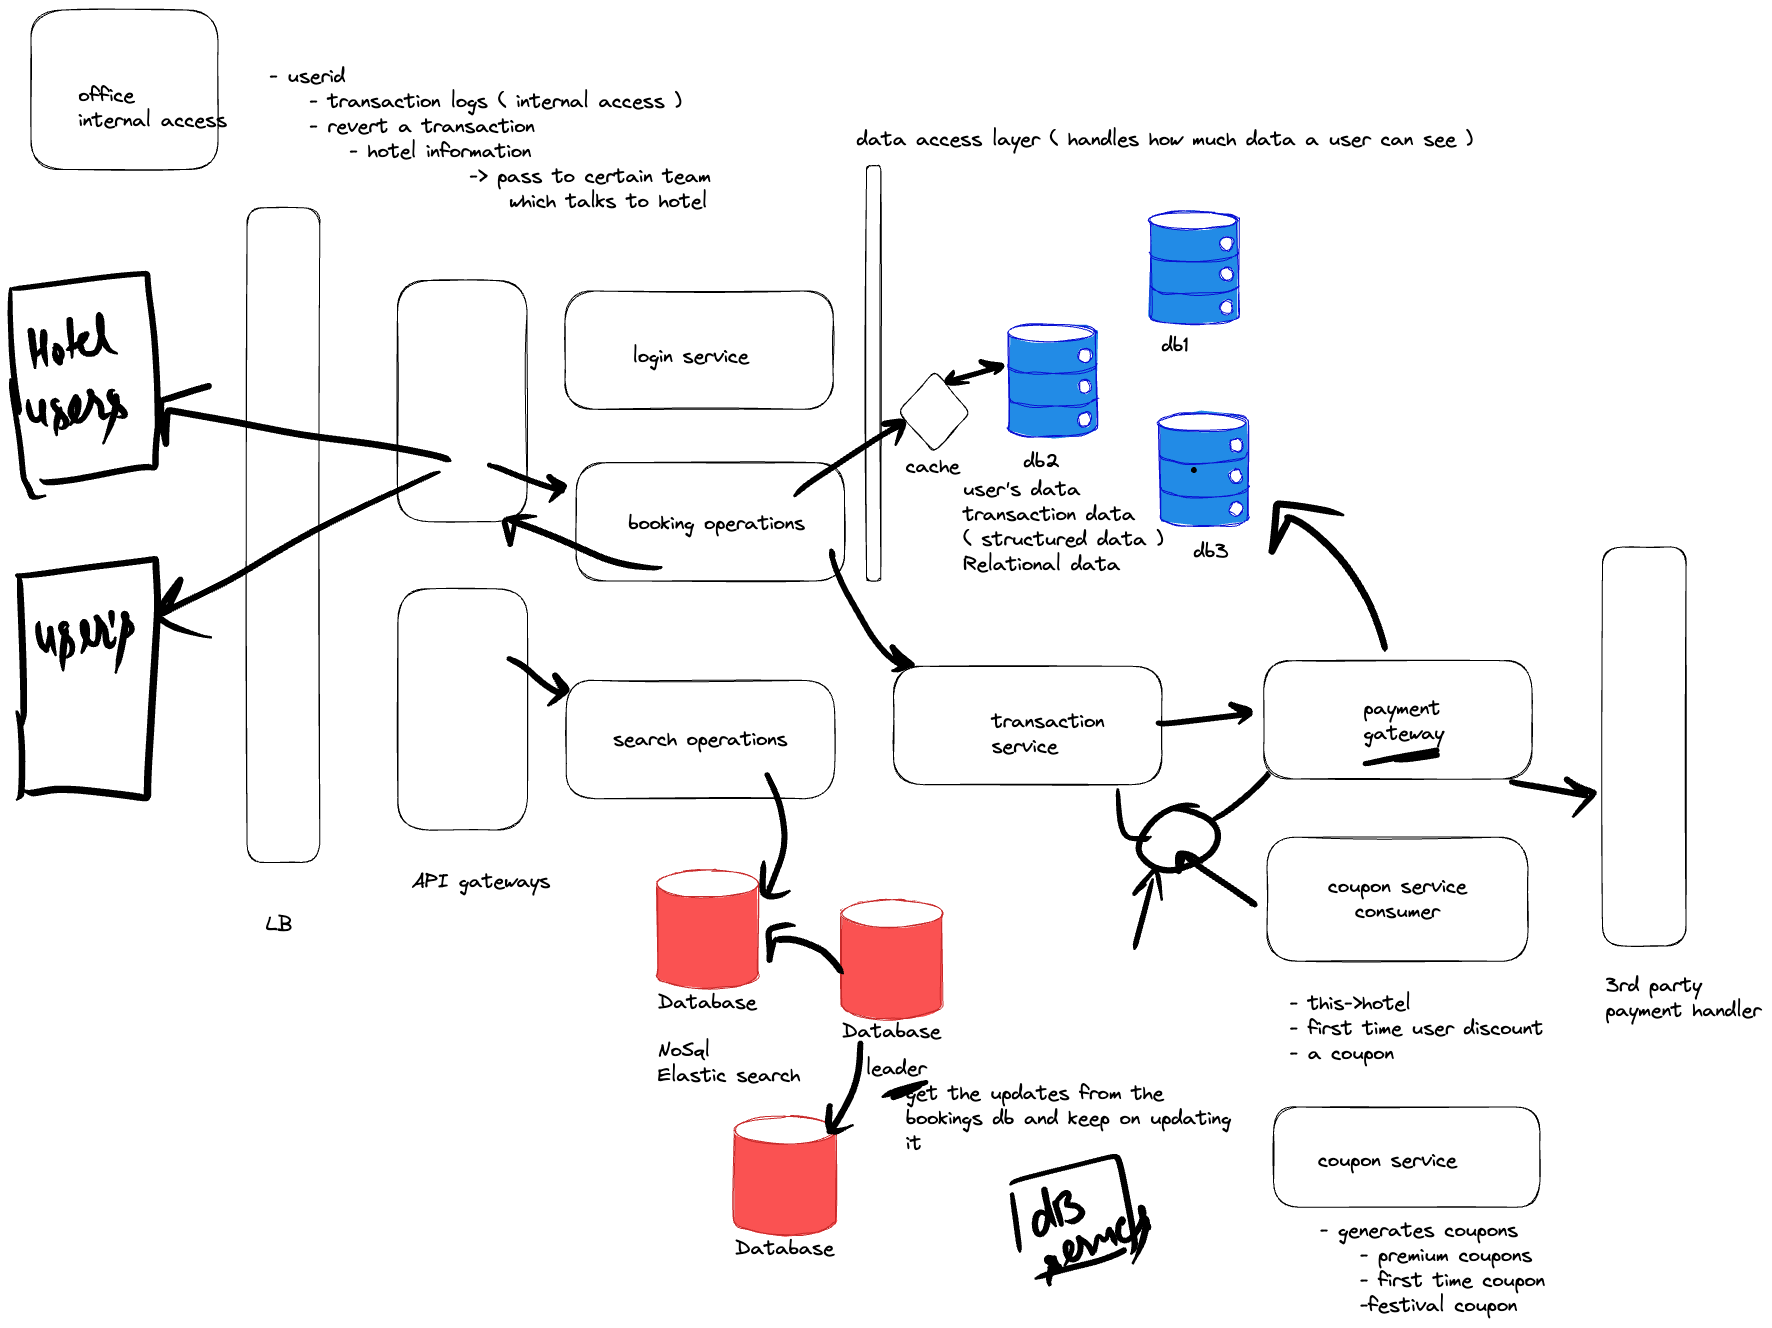 office
internal access
- userid
- transaction logs ( internal access )
- revert a transaction
- hotel information
-> pass to certain team
which talks to hotel
data access layer ( handles how much data a user can see )
Hotel
users
user's
LB
API gateways
login service
booking operations
search operations
cache
db1
db2
user's data
transaction data
( structured data )
Relational data
db3
transaction
service
payment
gateway
3rd party
payment handler
coupon service
consumer
- this->hotel
- first time user discount
- a coupon
coupon service
- generates coupons
- premium coupons
- first time coupon
-festival coupon
Database
NoSql
Elastic search
Database
leader
get the updates from the
bookings db and keep on updating
it
Database
dB